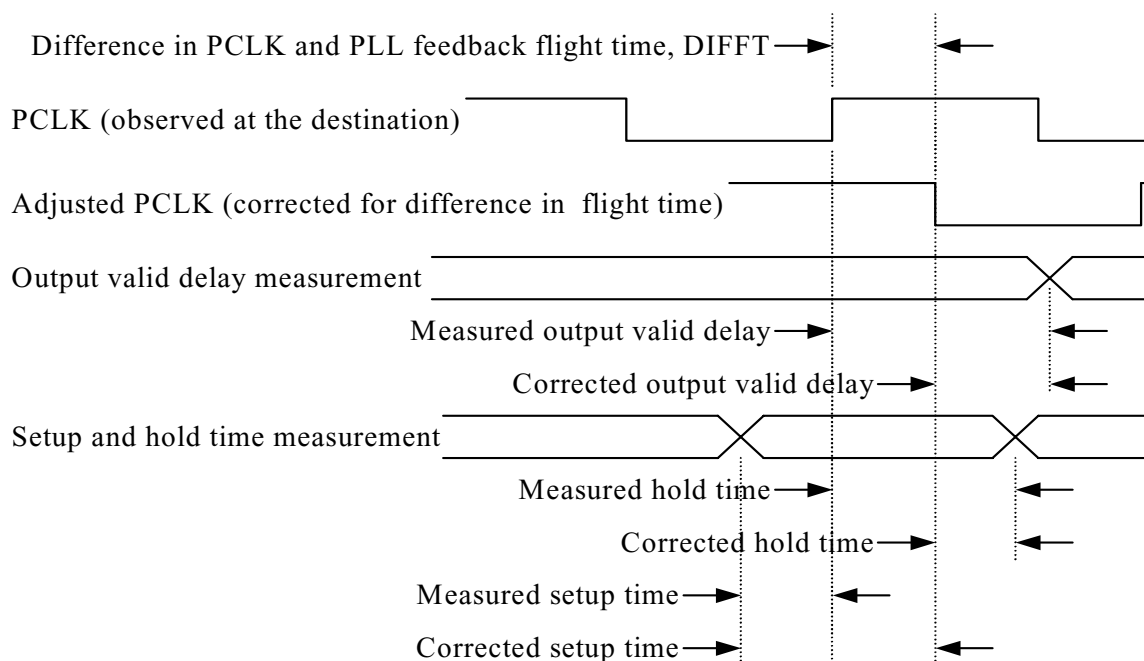 Difference in PCLK and PLL feedback flight time, DIFFT
PCLK (observed at the destination)
Adjusted PCLK (corrected for difference in flight time)
Output valid delay measurement
Measured output valid delay
Corrected output valid delay
Setup and hold time measurement
Measured hold time
Corrected hold time
Measured setup time
Corrected setup time